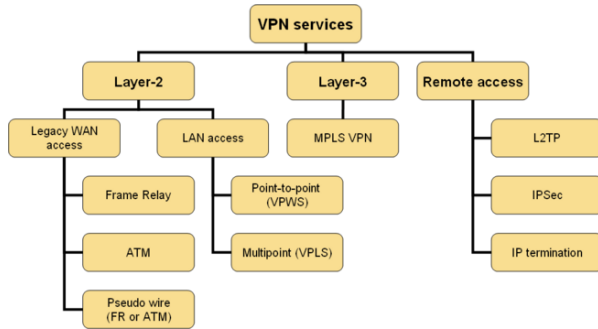 VPN services
Layer-2
Layer-3
Remote access
Legacy WAN
access
LAN access
MPLS VPN
L2TP
Frame Relay
Point-to-point
(VPWS)
IPSec
ATM
Multipoint (VPLS)
IP termination
Pseudo wire
(FR or ATM)